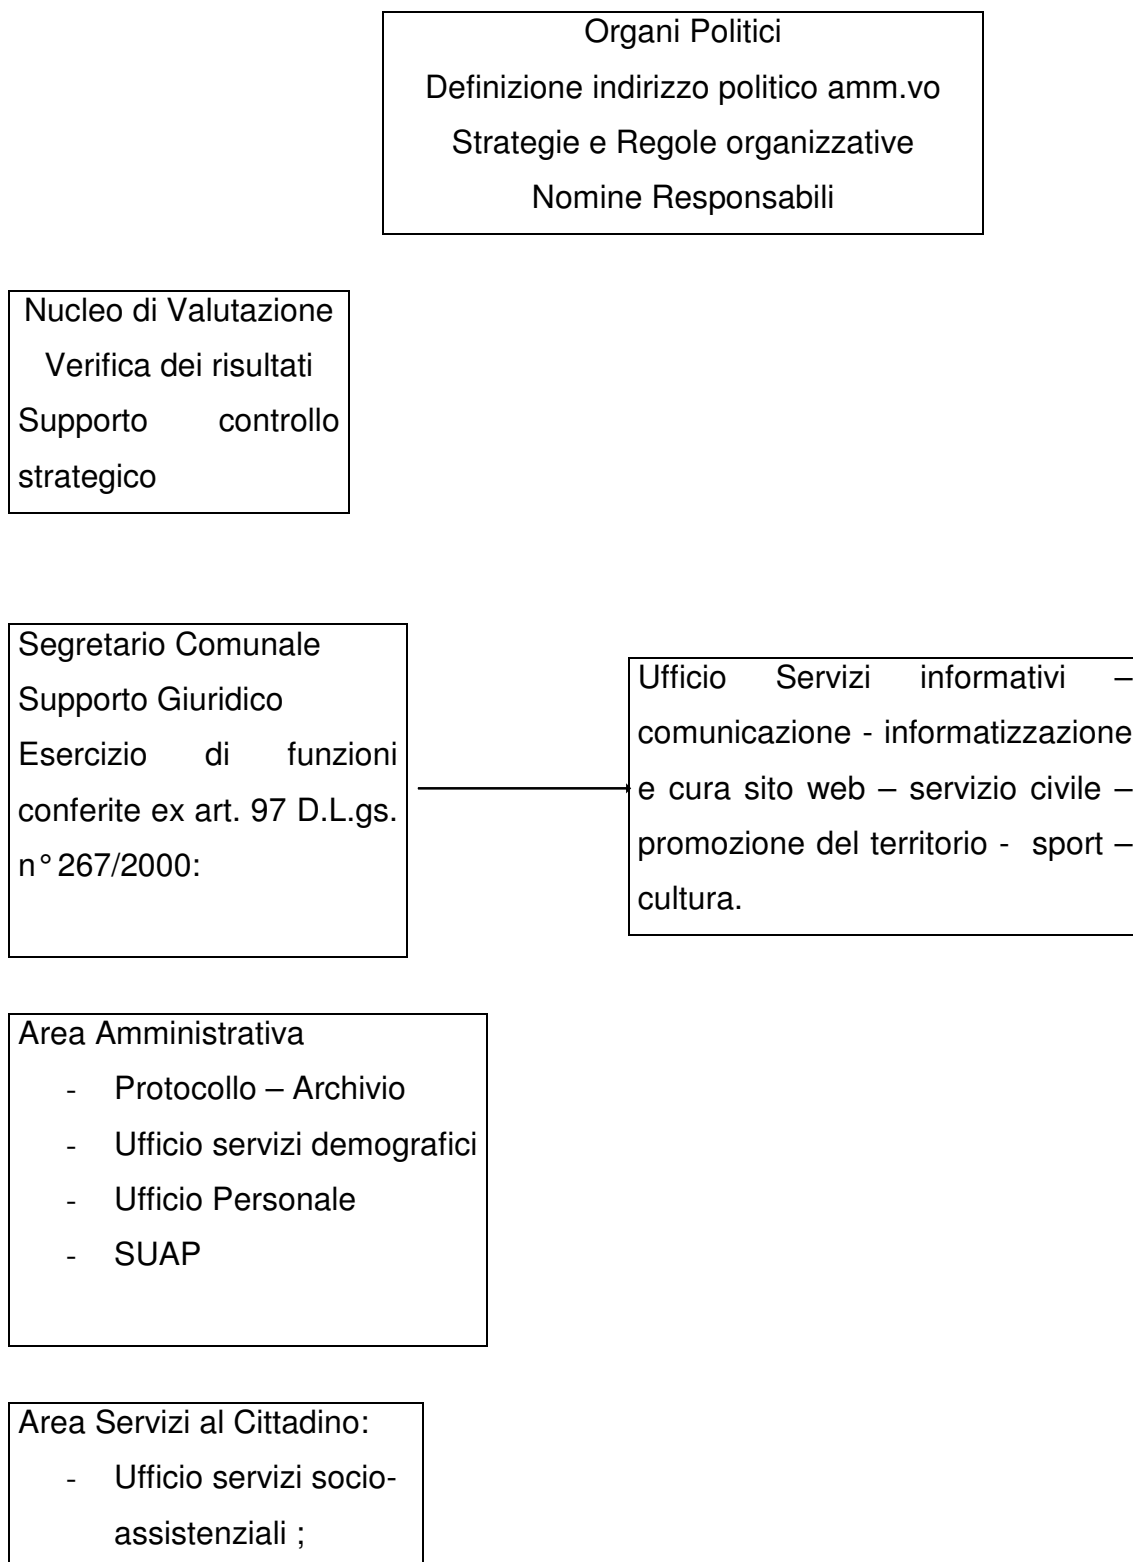 Organi Politici
Definizione indirizzo politico amm.vo
Strategie e Regole organizzative
Nomine Responsabili
Nucleo di Valutazione
Verifica dei risultati
Supporto controllo
strategico
Segretario Comunale
Supporto Giuridico
Esercizio di funzioni
conferite ex art. 97 D.L.gs.
n° 267/2000:
Ufficio Servizi informativi –
comunicazione - informatizzazione
e cura sito web – servizio civile –
promozione del territorio - sport –
cultura.
Area Amministrativa
- Protocollo – Archivio
- Ufficio servizi demografici
- Ufficio Personale
- SUAP
Area Servizi al Cittadino:
- Ufficio servizi socio-
assistenziali ;